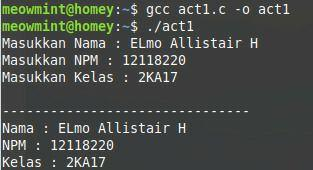 meowmint@homey:~$ gcc act1.c -o act1
meowmint@homey:~$ ./act1
Masukkan Nama : ELmo Allistair H
Masukkan NPM : 12118220
Masukkan Kelas : 2KA17

-------------------------------
Nama : ELmo Allistair H
NPM : 12118220
Kelas : 2KA17